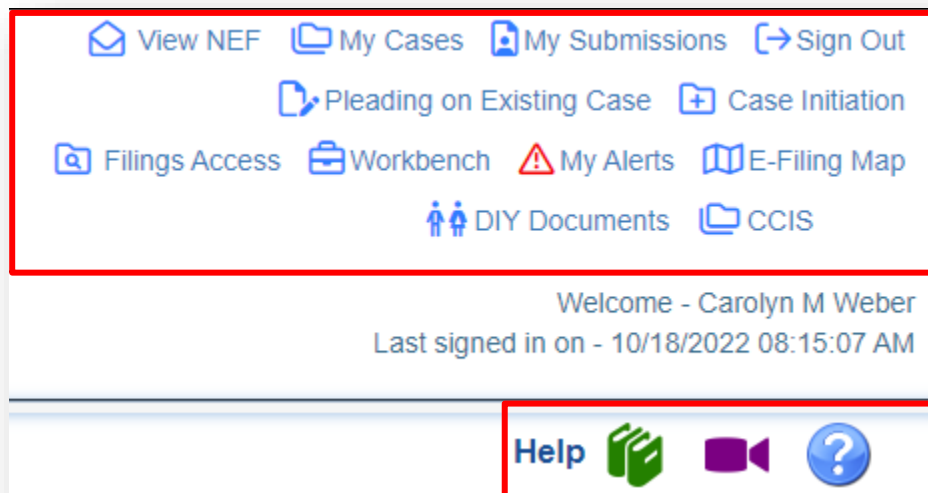 View NEF My Cases My Submissions Sign Out
Pleading on Existing Case Case Initiation
Filings Access Workbench My Alerts E-Filing Map
DIY Documents CCIS
Welcome - Carolyn M Weber
Last signed in on - 10/18/2022 08:15:07 AM
Help